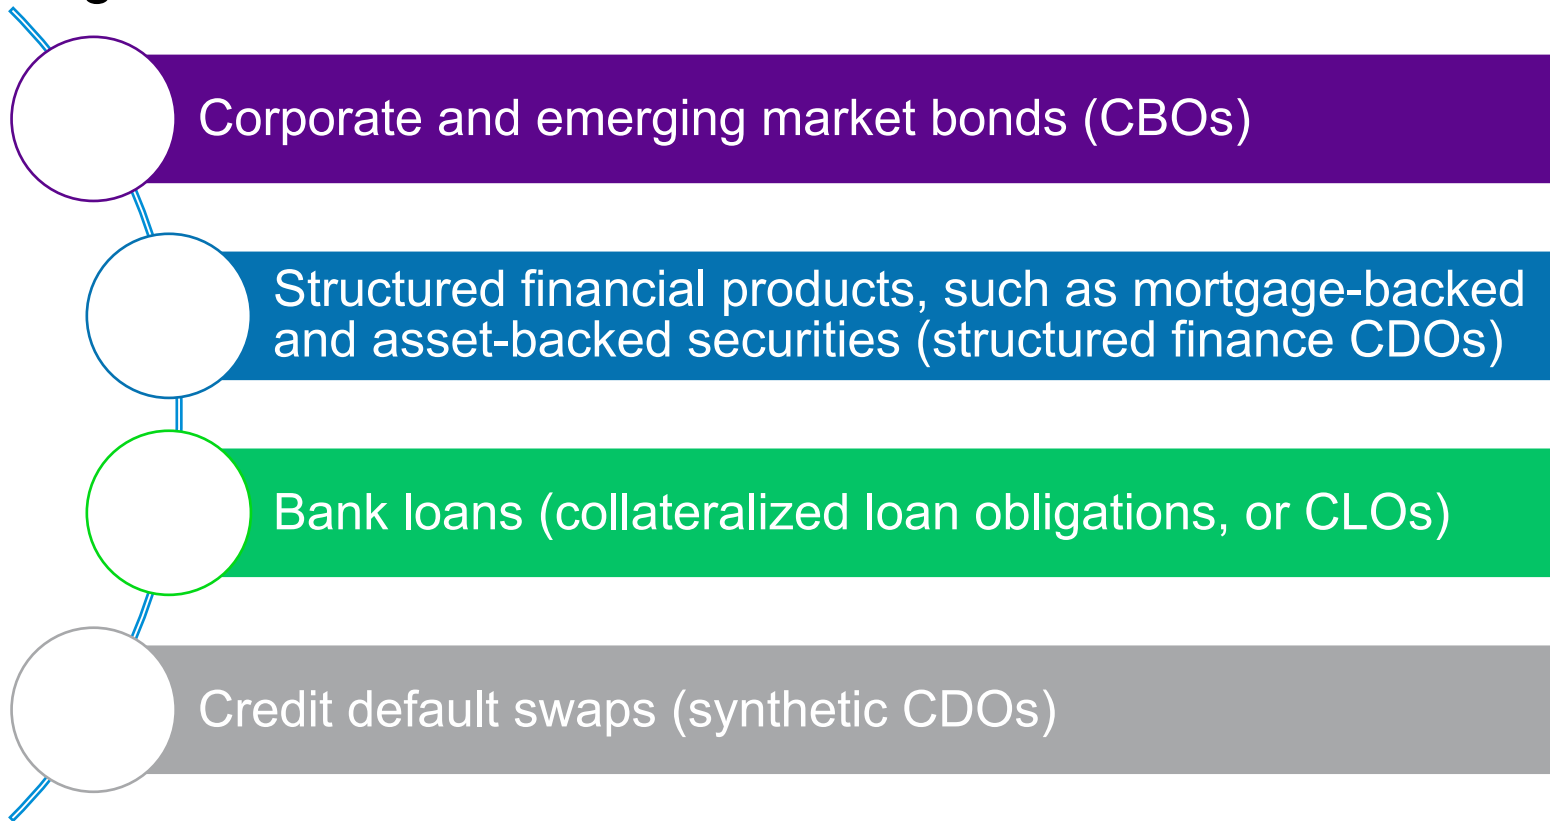 Corporate and emerging market bonds (CBOs)
Structured financial products, such as mortgage-backed
and asset-backed securities (structured finance CDOs)
Bank loans (collateralized loan obligations, or CLOs)
Credit default swaps (synthetic CDOs)